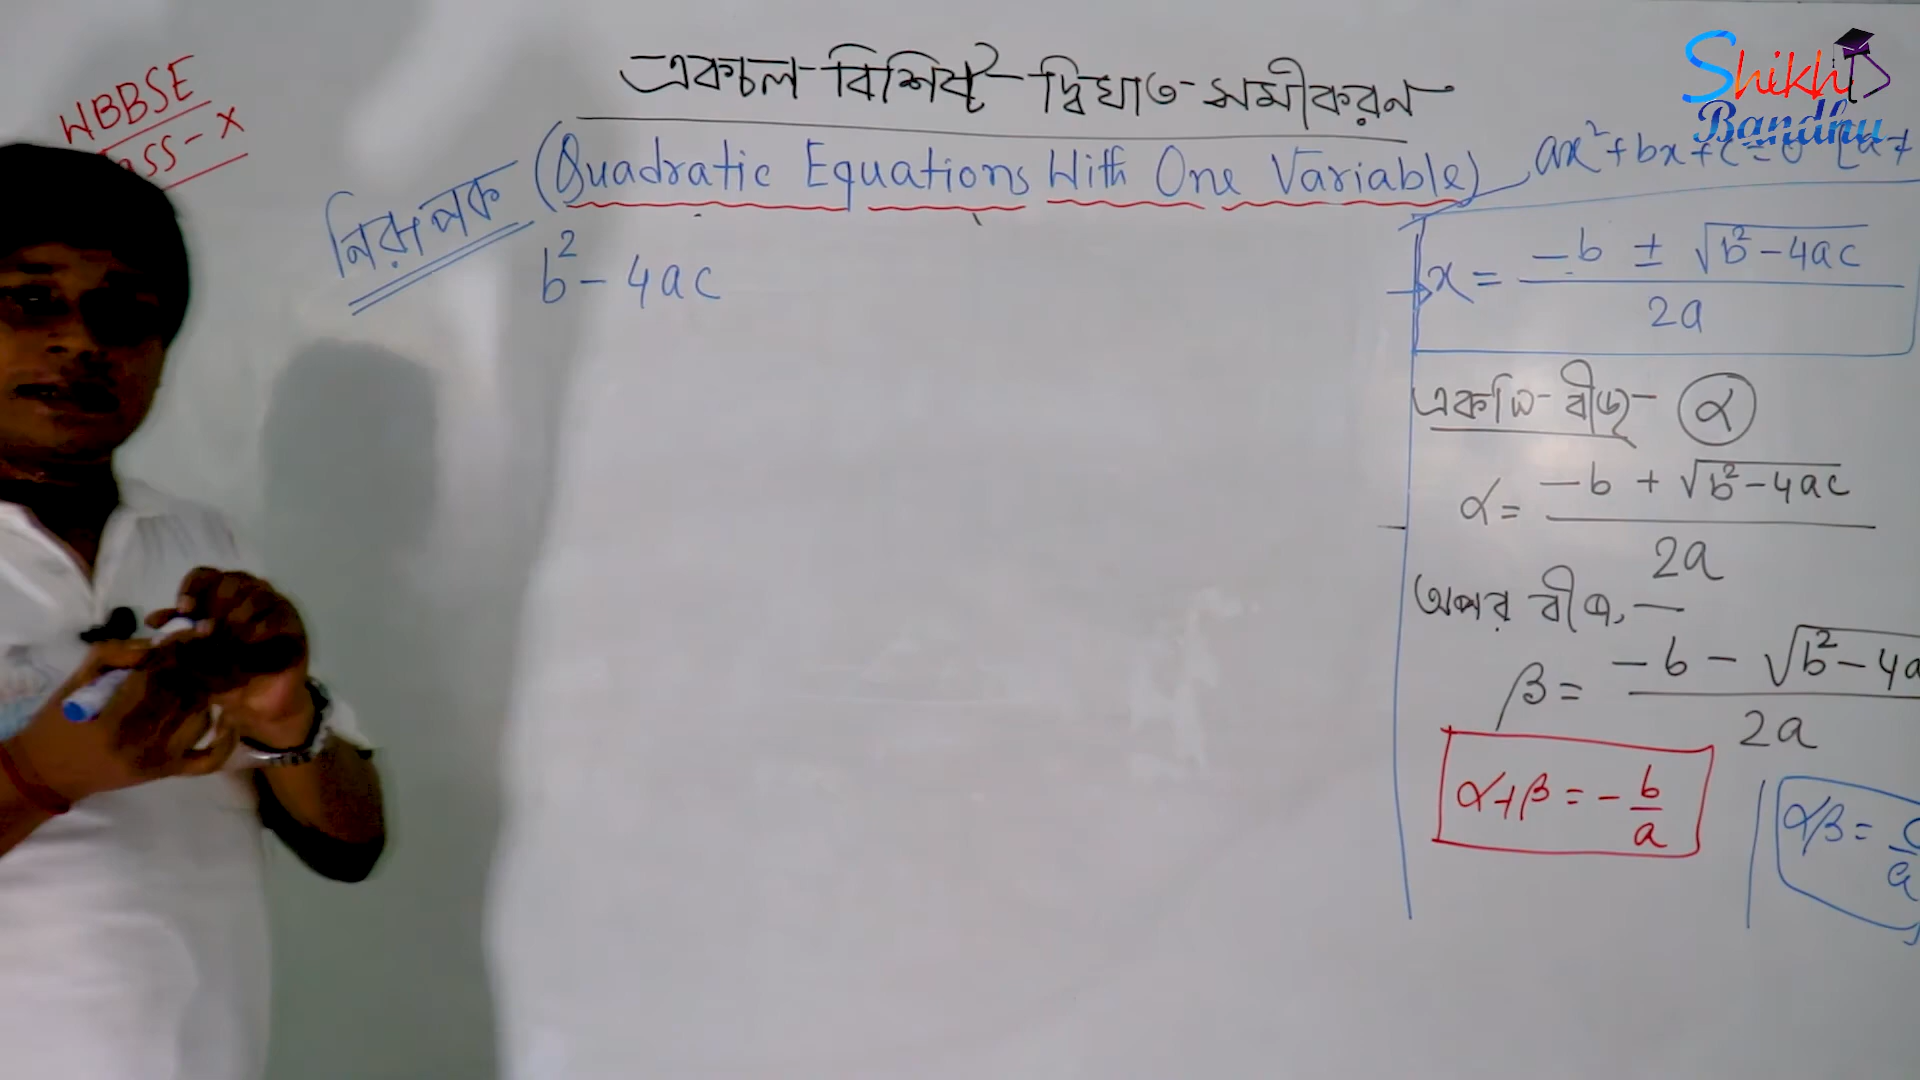 WBBSE
ass - x
একচল বিশিষ্ট দ্বিঘাত সমীকরণ
(Quadratic Equations With One Variable)
নিরূপক
b² - 4ac
Shikha
Bandhu
ax² + bx + c = 0 [a ≠
x = (-b ± √(b² - 4ac)) / 2a
একটি বীজ - α
α = (-b + √(b² - 4ac)) / 2a
অপর বীজ, -
β = (-b - √(b² - 4a / 2a
α+β = - b/a
αβ = c/a